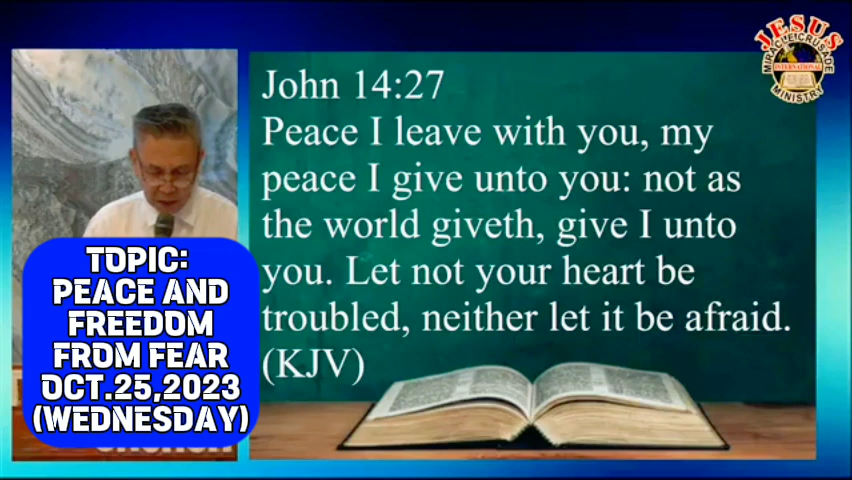 JESUS
MIRACLE CRUSADE
INTERNATIONAL
MINISTRY
John 14:27
Peace I leave with you, my
peace I give unto you: not as
the world giveth, give I unto
you. Let not your heart be
troubled, neither let it be afraid.
(KJV)
TOPIC:
PEACE AND
FREEDOM
FROM FEAR
OCT.25,2023
(WEDNESDAY)